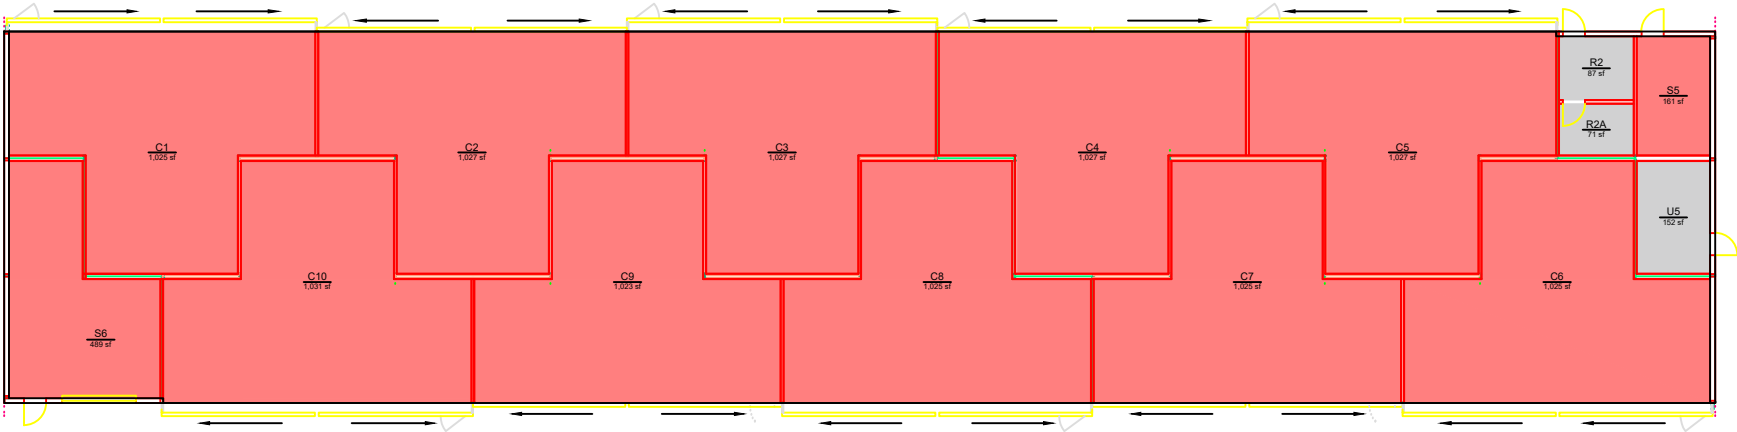 R2
87 sf
S5
161 sf
R2A
71 sf
C1
1,025 sf
C2
1,027 sf
C3
1,027 sf
C4
1,027 sf
C5
1,027 sf
U5
152 sf
C10
1,031 sf
C9
1,023 sf
C8
1,025 sf
C7
1,025 sf
C6
1,025 sf
S6
489 sf